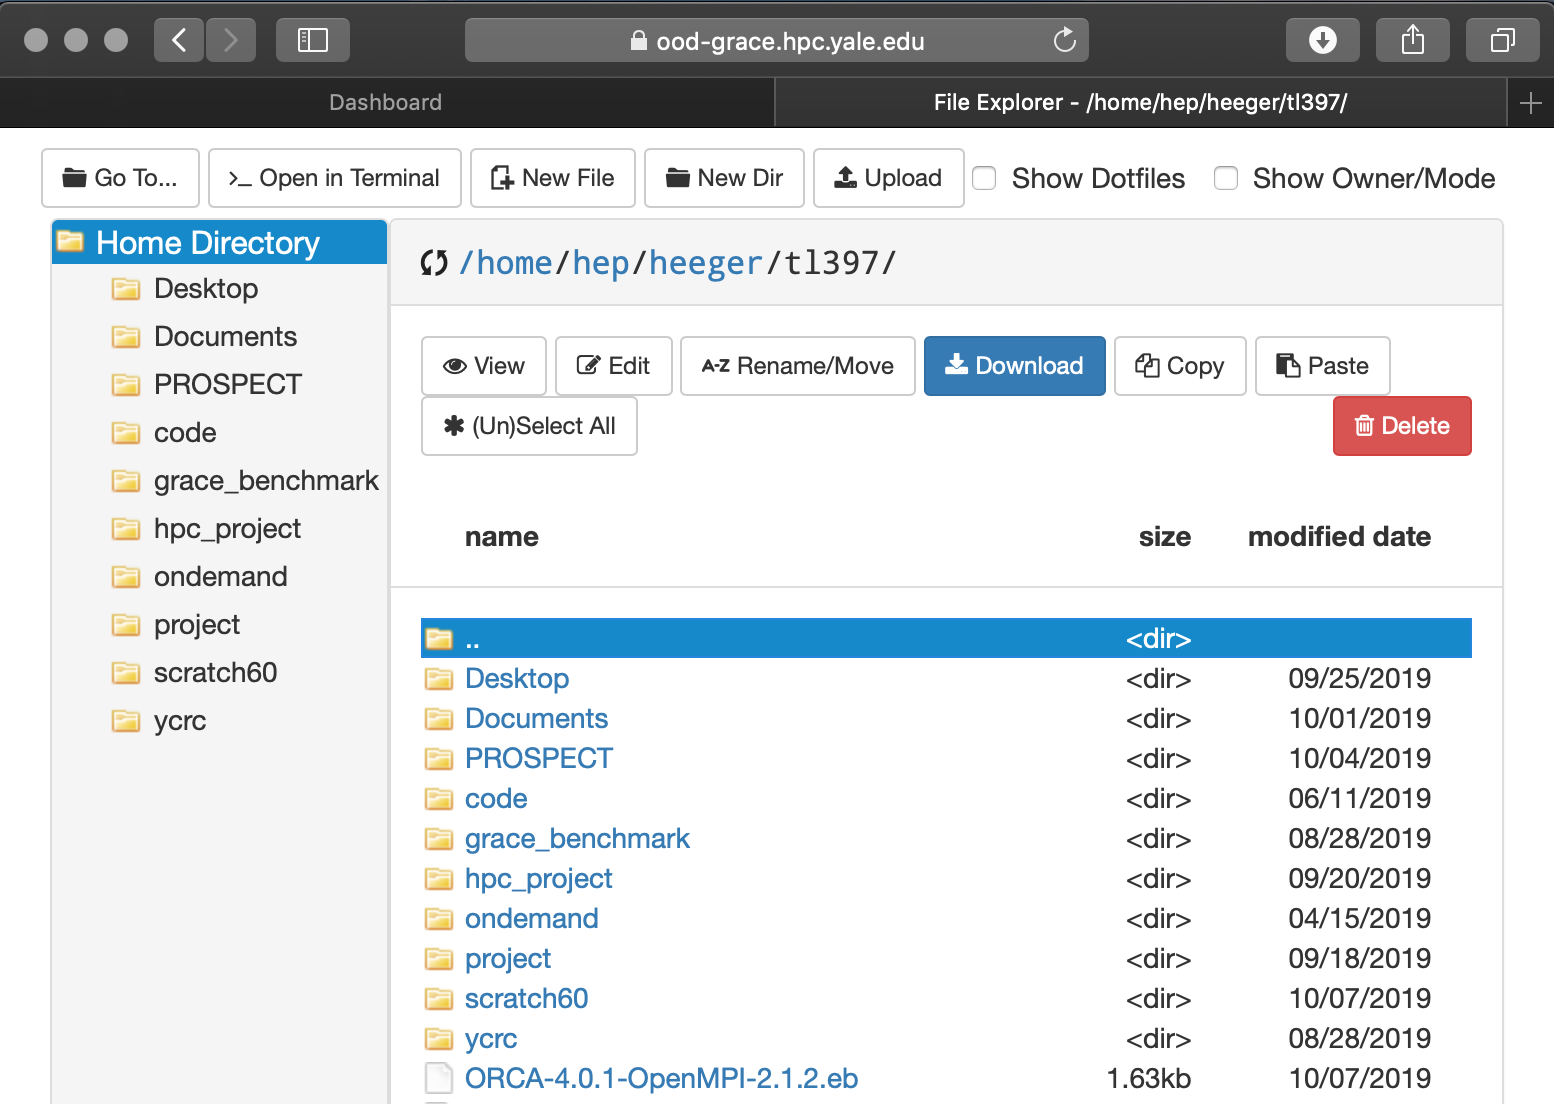 ood-grace.hpc.yale.edu
Dashboard
File Explorer - /home/hep/heeger/tl397/
Go To...
>_ Open in Terminal
New File
New Dir
Upload
Show Dotfiles
Show Owner/Mode
Home Directory
Desktop
Documents
PROSPECT
code
grace_benchmark
hpc_project
ondemand
project
scratch60
ycrc
/home/hep/heeger/tl397/
View
Edit
A-Z Rename/Move
Download
Copy
Paste
(Un)Select All
Delete
name size modified date
.. <dir>
Desktop <dir> 09/25/2019
Documents <dir> 10/01/2019
PROSPECT <dir> 10/04/2019
code <dir> 06/11/2019
grace_benchmark <dir> 08/28/2019
hpc_project <dir> 09/20/2019
ondemand <dir> 04/15/2019
project <dir> 09/18/2019
scratch60 <dir> 10/07/2019
ycrc <dir> 08/28/2019
ORCA-4.0.1-OpenMPI-2.1.2.eb 1.63kb 10/07/2019